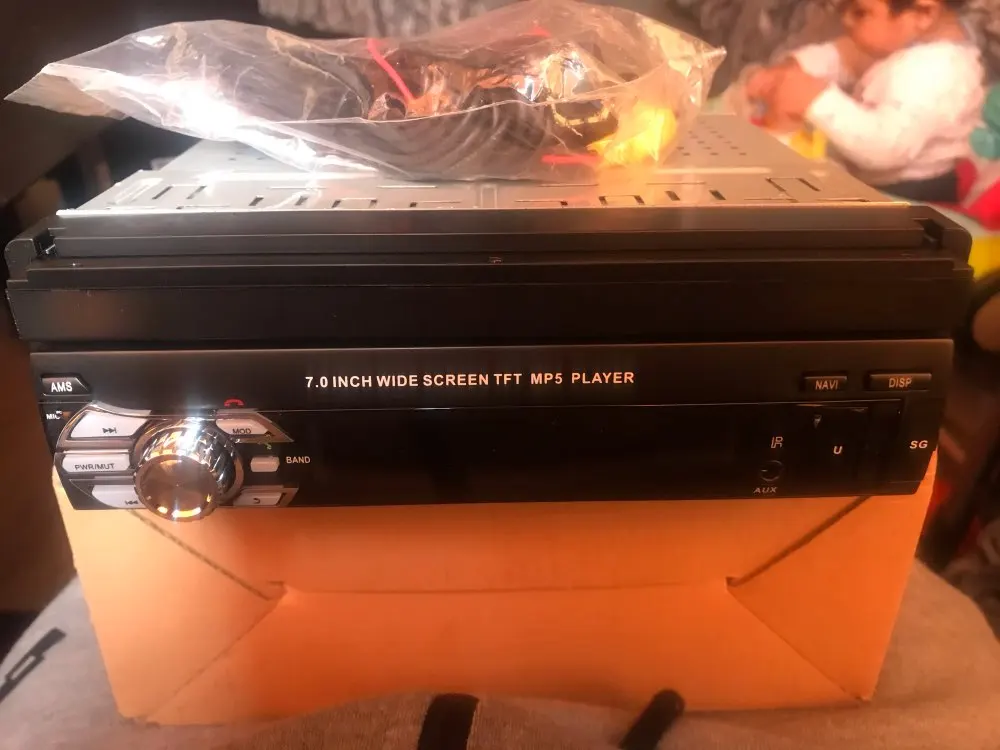 7.0 INCH WIDE SCREEN TFT MP5 PLAYER
AMS
NAVI
DISP
MIC
MOD
PWR/MUT
BAND
IR
U
SG
AUX